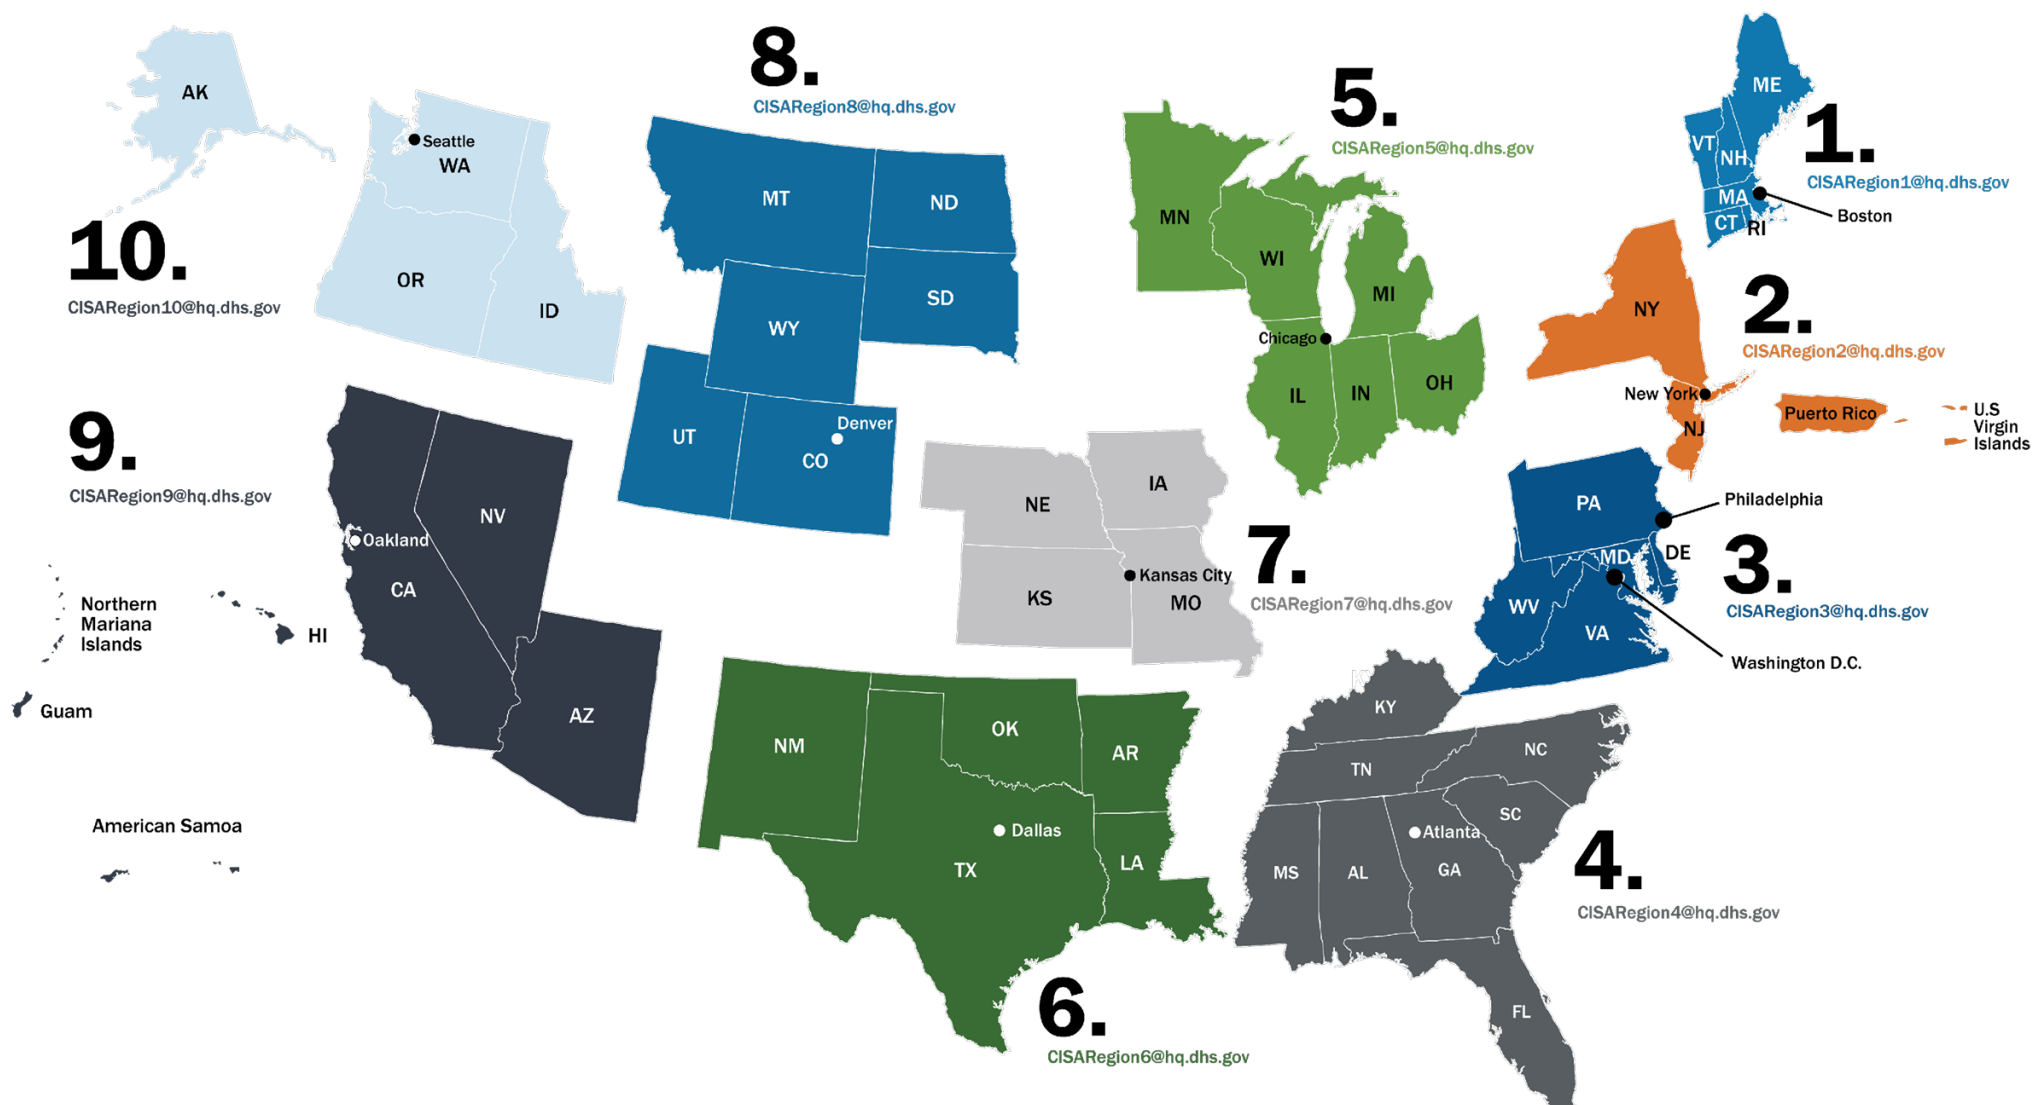 8.
CISARegion8@hq.dhs.gov
MT
ND
SD
WY
UT
Denver
CO
5.
CISARegion5@hq.dhs.gov
MN
WI
MI
Chicago
IL
IN
OH
ME
VT
NH
MA
CT
RI
1.
CISARegion1@hq.dhs.gov
Boston
AK
Seattle
WA
OR
ID
10.
CISARegion10@hq.dhs.gov
NY
2.
CISARegion2@hq.dhs.gov
New York
NJ
Puerto Rico
U.S
Virgin
Islands
9.
CISARegion9@hq.dhs.gov
NV
Oakland
CA
AZ
Northern
Mariana
Islands
HI
Guam
American Samoa
NE
IA
KS
Kansas City
MO
7.
CISARegion7@hq.dhs.gov
PA
Philadelphia
MD
DE
WV
VA
3.
CISARegion3@hq.dhs.gov
Washington D.C.
NM
OK
AR
Dallas
TX
LA
6.
CISARegion6@hq.dhs.gov
KY
TN
NC
SC
Atlanta
MS
AL
GA
FL
4.
CISARegion4@hq.dhs.gov